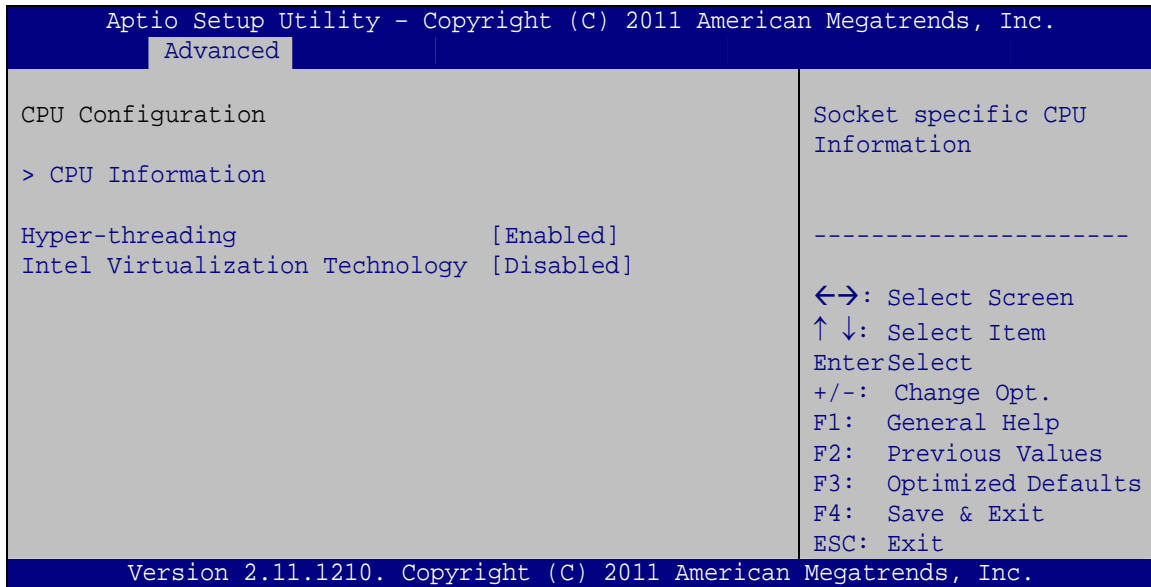 Aptio Setup Utility – Copyright (C) 2011 American Megatrends, Inc.
Advanced
CPU Configuration
> CPU Information
Hyper-threading [Enabled]
Intel Virtualization Technology [Disabled]
Socket specific CPU
Information
----------------------
←→: Select Screen
↑ ↓: Select Item
EnterSelect
+/-: Change Opt.
F1: General Help
F2: Previous Values
F3: Optimized Defaults
F4: Save & Exit
ESC: Exit
Version 2.11.1210. Copyright (C) 2011 American Megatrends, Inc.